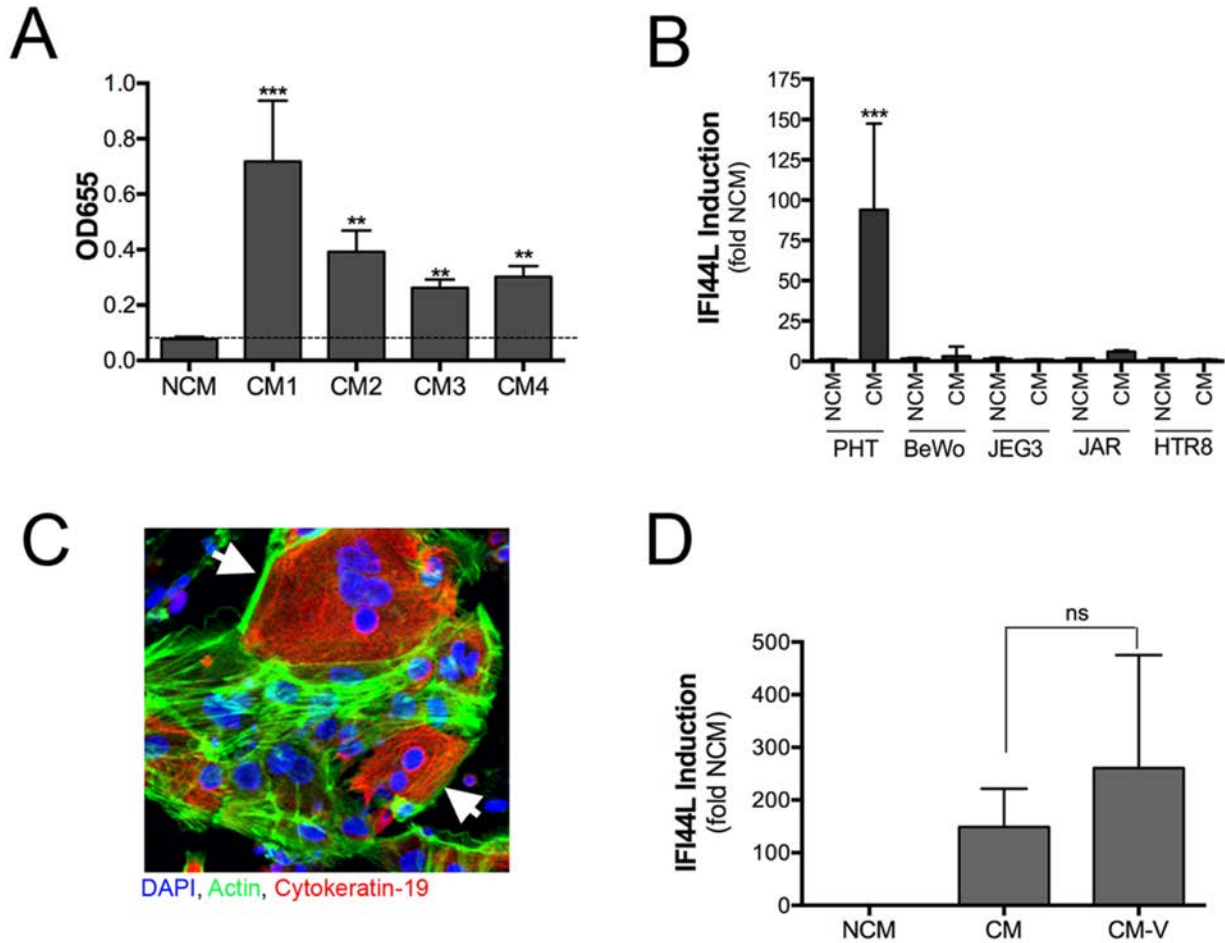 A
OD655
1.0
0.8
0.6
0.4
0.2
0.0
***
**
**
**
NCM CM1 CM2 CM3 CM4
B
IFI44L Induction
(fold NCM)
175
150
125
100
75
50
25
0
***
NCM CM NCM CM NCM CM NCM CM NCM CM
PHT BeWo JEG3 JAR HTR8
C
DAPI, Actin, Cytokeratin-19
D
IFI44L Induction
(fold NCM)
500
400
300
200
100
0
ns
NCM CM CM-V